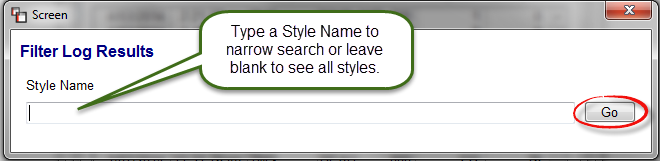 Screen
Filter Log Results
Type a Style Name to
narrow search or leave
blank to see all styles.
Style Name
Go